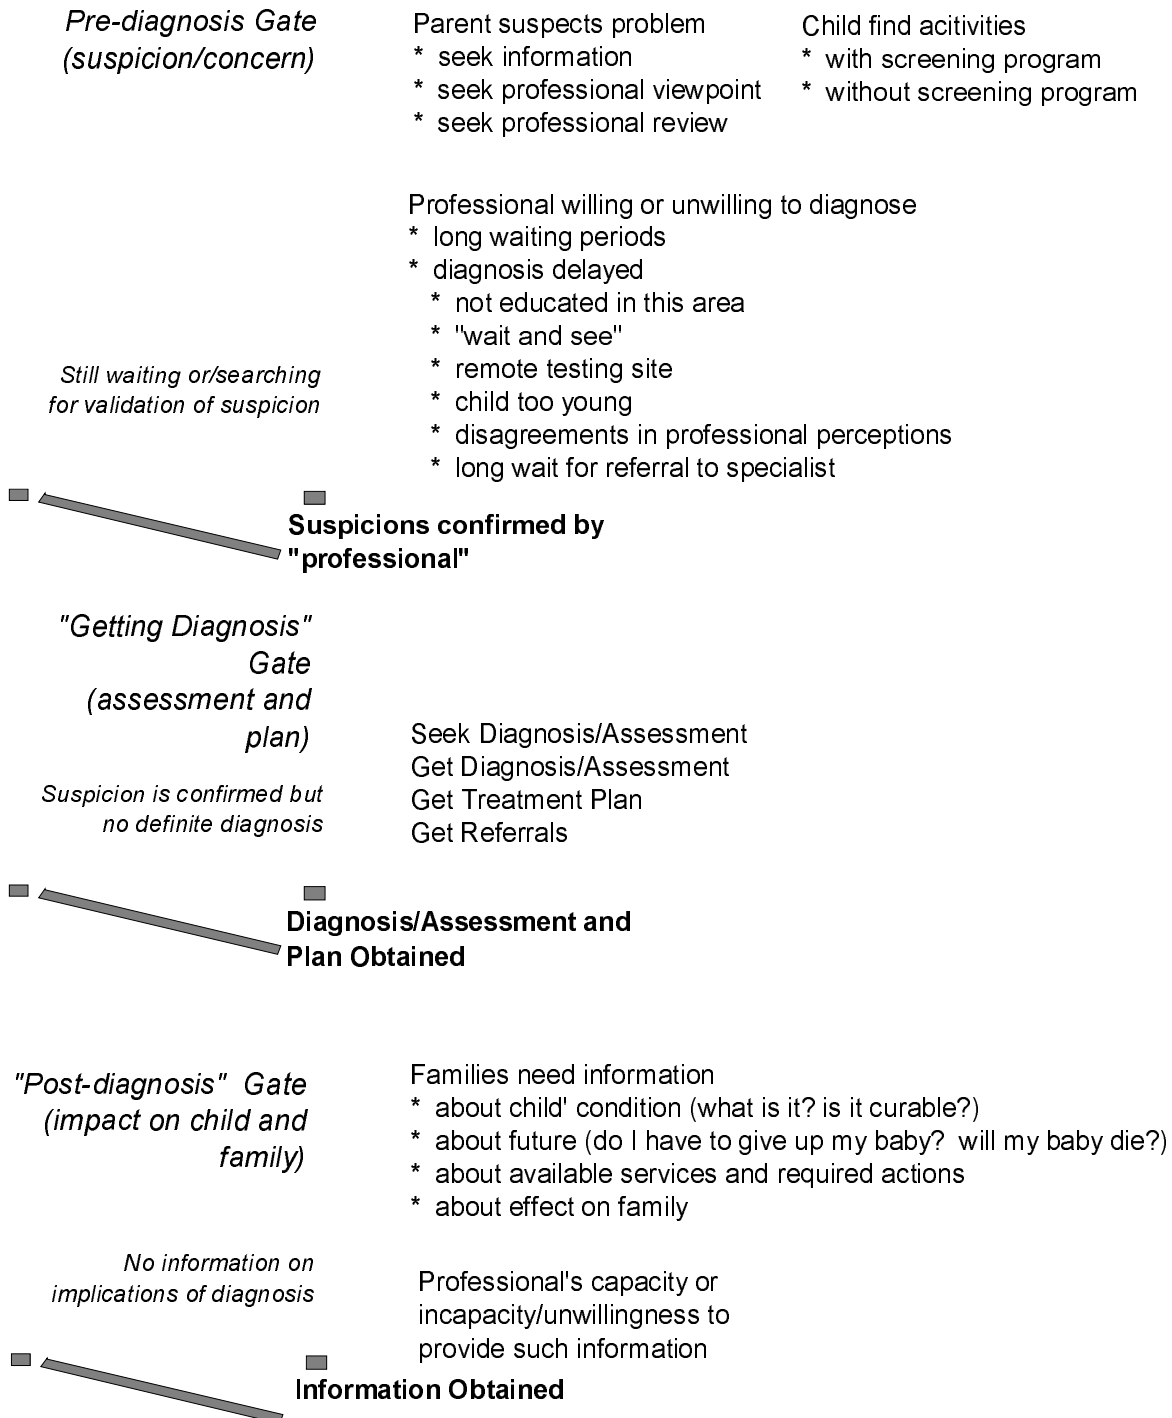 Pre-diagnosis Gate
(suspicion/concern)
Parent suspects problem
* seek information
* seek professional viewpoint
* seek professional review
Child find acitivities
* with screening program
* without screening program
Professional willing or unwilling to diagnose
* long waiting periods
* diagnosis delayed
* not educated in this area
* "wait and see"
* remote testing site
* child too young
* disagreements in professional perceptions
* long wait for referral to specialist
Still waiting or/searching
for validation of suspicion
Suspicions confirmed by
"professional"
"Getting Diagnosis"
Gate
(assessment and
plan)
Suspicion is confirmed but
no definite diagnosis
Seek Diagnosis/Assessment
Get Diagnosis/Assessment
Get Treatment Plan
Get Referrals
Diagnosis/Assessment and
Plan Obtained
"Post-diagnosis" Gate
(impact on child and
family)
Families need information
* about child' condition (what is it? is it curable?)
* about future (do I have to give up my baby? will my baby die?)
* about available services and required actions
* about effect on family
No information on
implications of diagnosis
Professional's capacity or
incapacity/unwillingness to
provide such information
Information Obtained